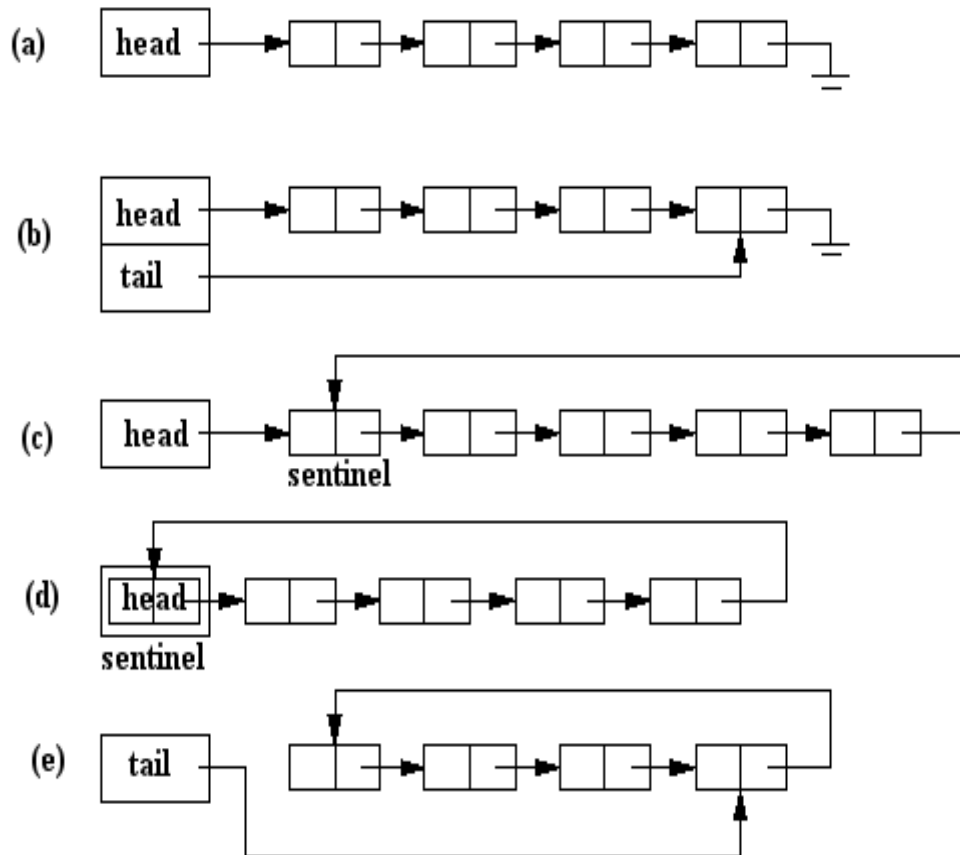 (a)
head
(b)
head
tail
(c)
head
sentinel
(d)
head
sentinel
(e)
tail